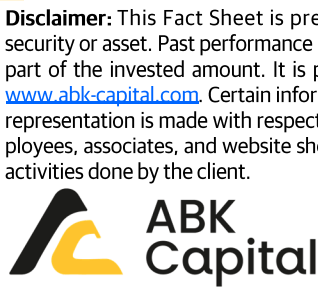 Disclaimer: This Fact Sheet is pre
security or asset. Past performance
part of the invested amount. It is p
www.abk-capital.com. Certain infor
representation is made with respect
ployees, associates, and website sh
activities done by the client.
ABK
Capital